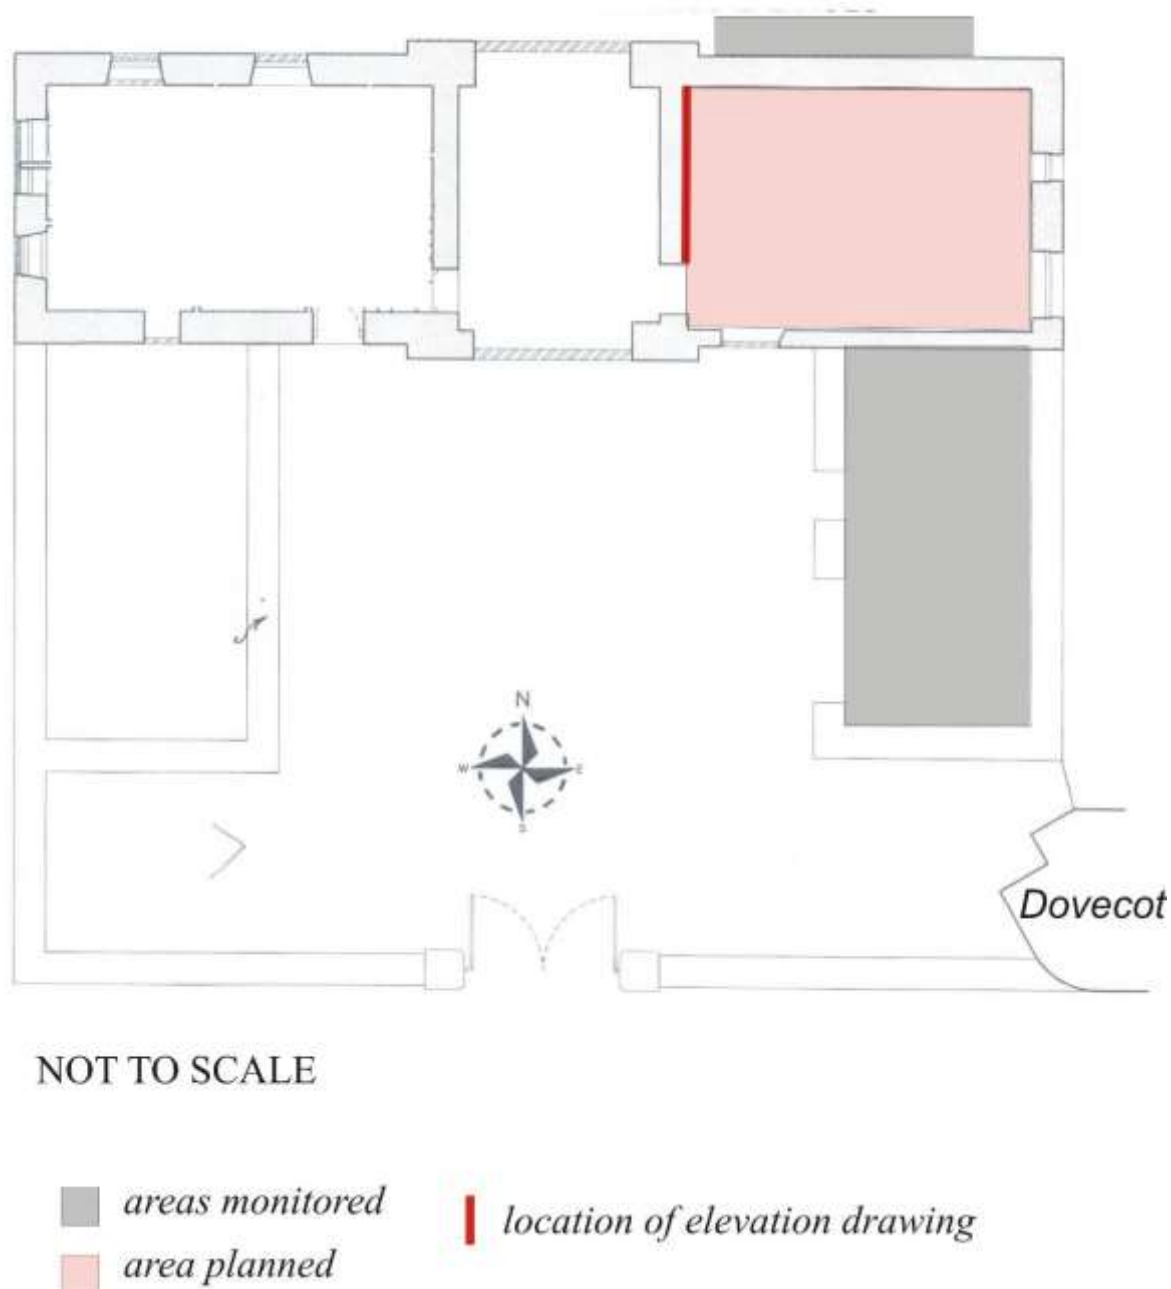 N
W E
S
Dovecot
NOT TO SCALE
areas monitored
location of elevation drawing
area planned